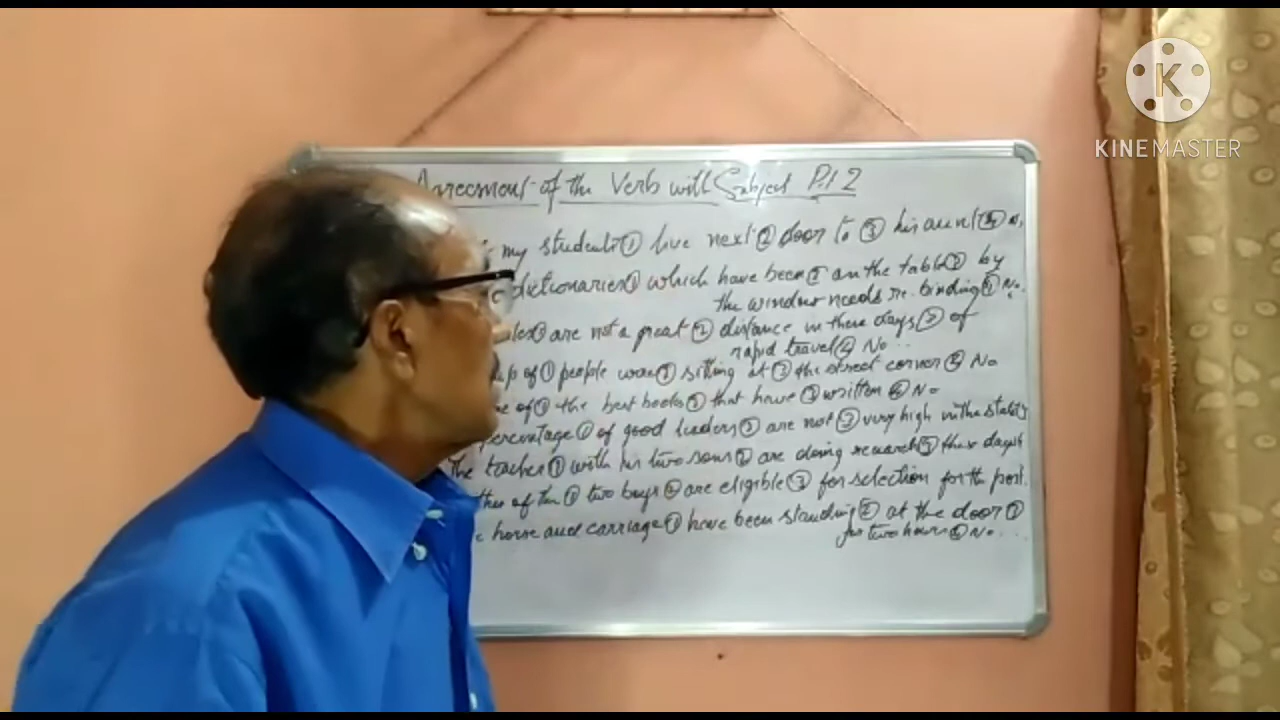 KINEMASTER
of the Verb with Subject Pt 2
my students ① live next ② door to ③ his aunt ④
dictionaries ① which have been ② on the table ③ by
the window needs re.binding ④ No.
are not a great ② distance in these days ③ of
rapid travel ④ No..
of ① people were ② sitting at ③ the street corner ④ No
of ① the best books ② that have ③ written ④ No
percentage ① of good leaders ② are not ③ very high in the state
The teacher ① with his two sons ② are doing research ③ these days
of the ① two boys ② are eligible ③ for selection for the post.
horse and carriage ① have been standing ② at the door ③
for two hours ④ No...